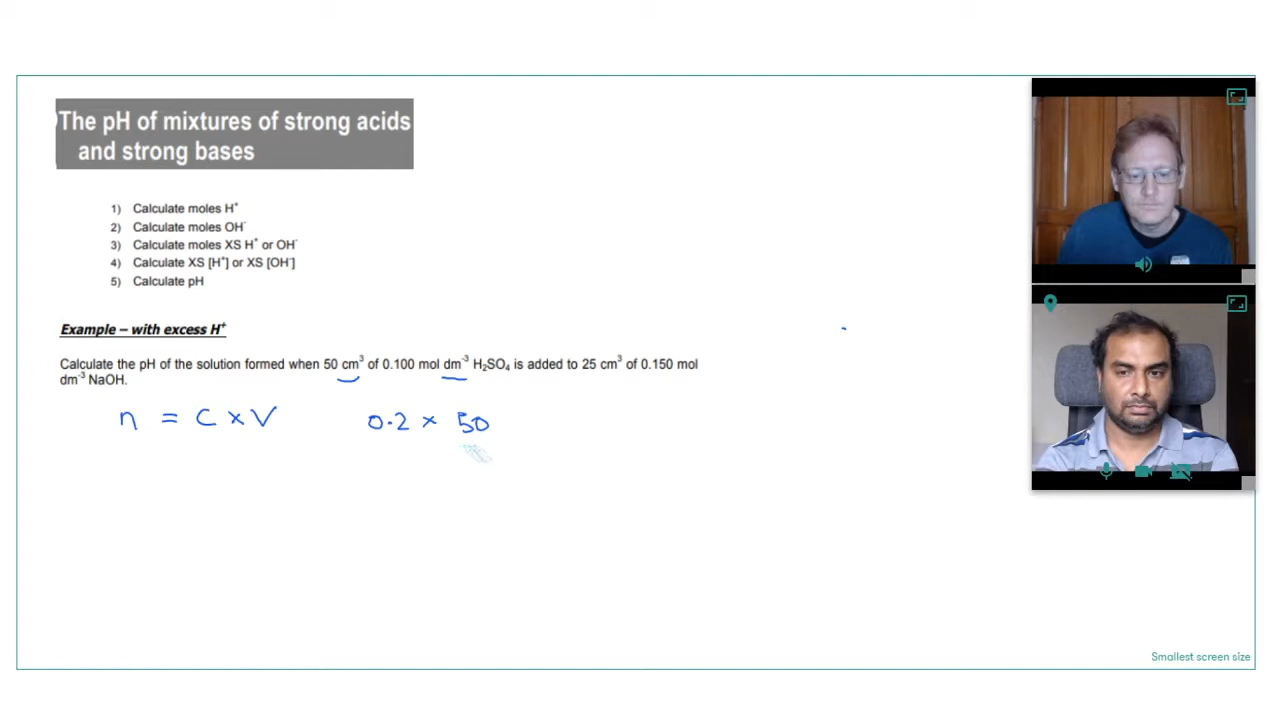 The pH of mixtures of strong acids
and strong bases
1) Calculate moles H⁺
2) Calculate moles OH⁻
3) Calculate moles XS H⁺ or OH⁻
4) Calculate XS [H⁺] or XS [OH⁻]
5) Calculate pH
Example – with excess H⁺
Calculate the pH of the solution formed when 50 cm³ of 0.100 mol dm⁻³ H₂SO₄ is added to 25 cm³ of 0.150 mol
dm⁻³ NaOH.
n = C × V 0.2 × 50
Smallest screen size